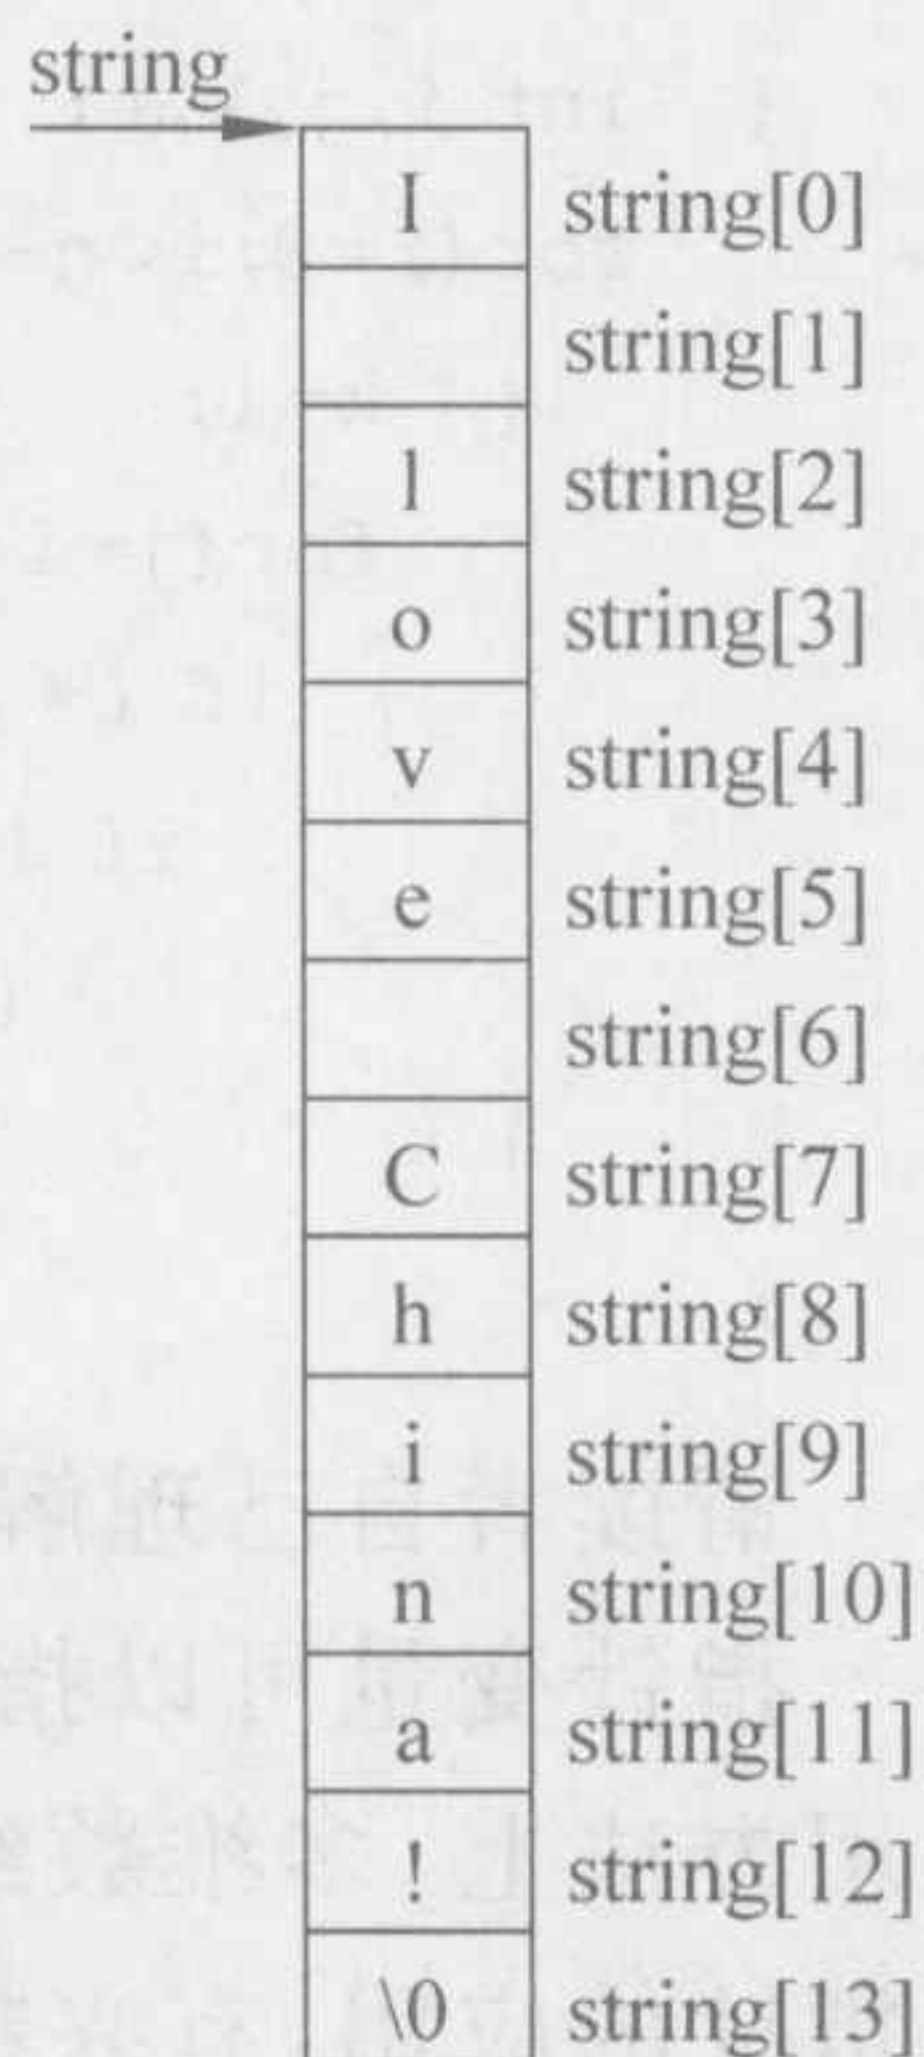 string
I string[0]
string[1]
l string[2]
o string[3]
v string[4]
e string[5]
string[6]
C string[7]
h string[8]
i string[9]
n string[10]
a string[11]
! string[12]
\0 string[13]